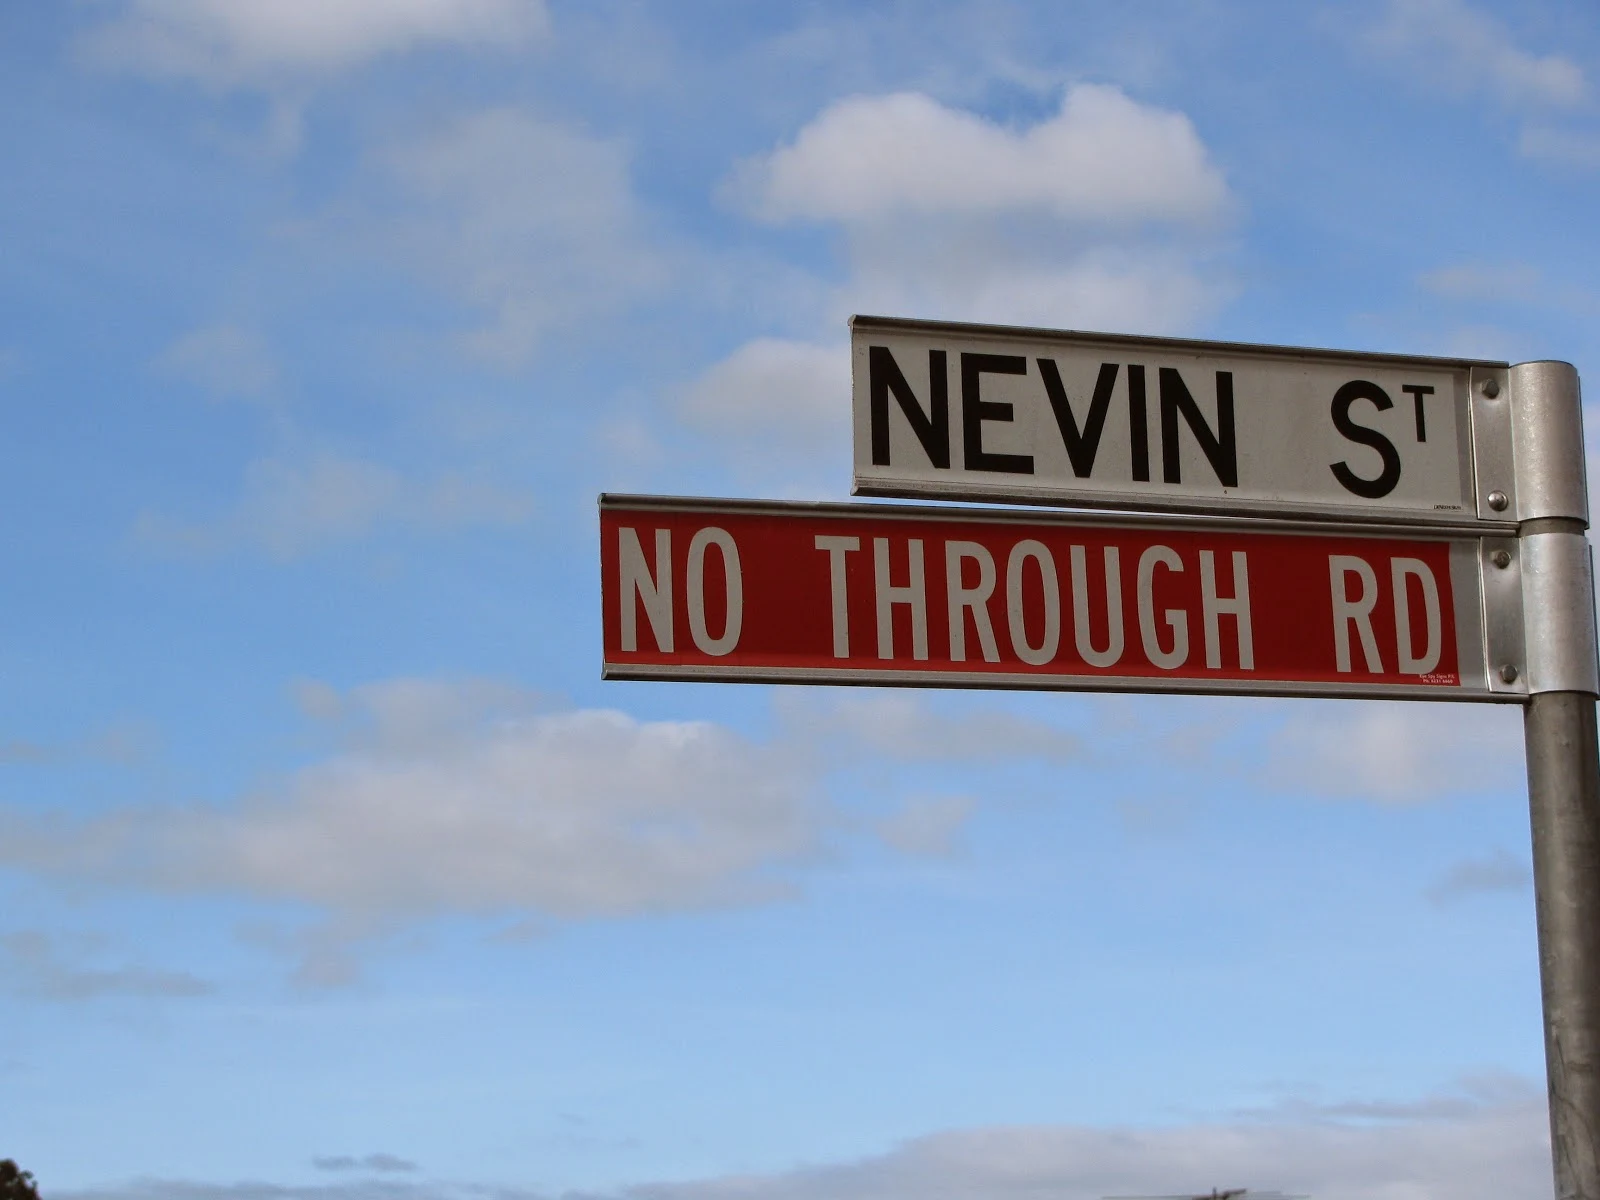 NEVIN ST
NO THROUGH RD